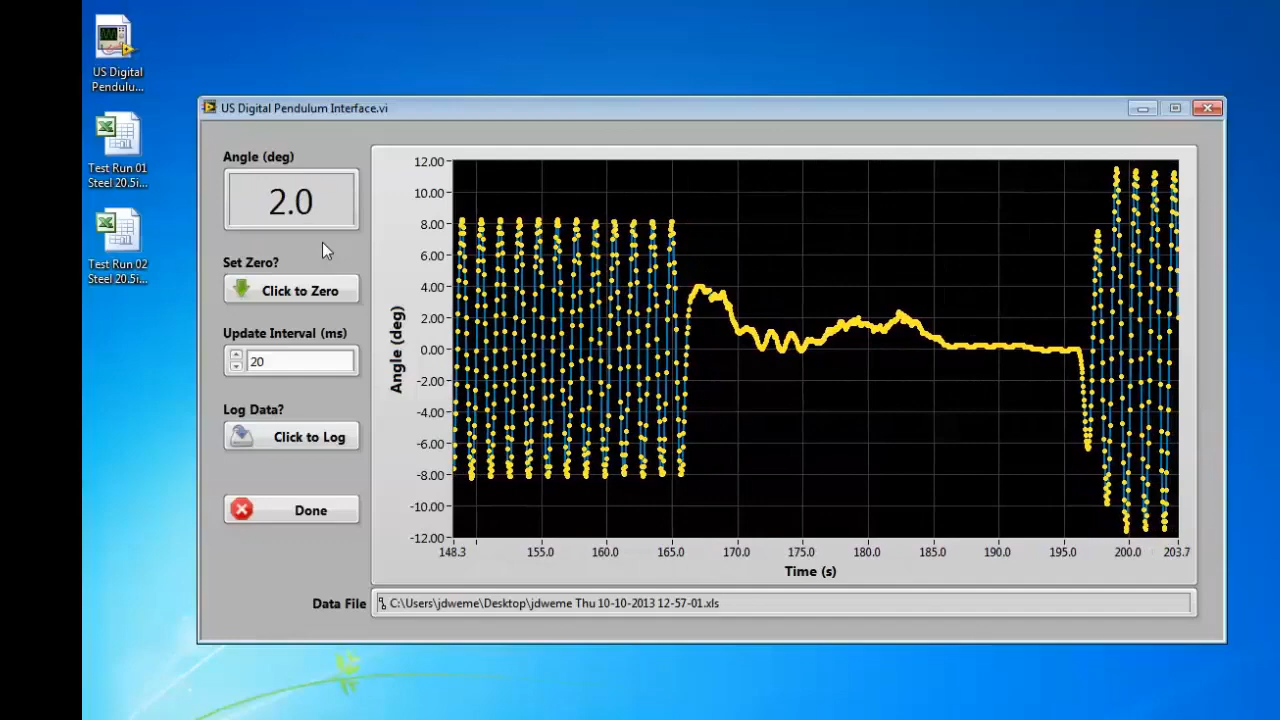 US Digital
Pendulu...
Test Run 01
Steel 20.5i...
Test Run 02
Steel 20.5i...
US Digital Pendulum Interface.vi
Angle (deg)
2.0
Set Zero?
Click to Zero
Update Interval (ms)
20
Log Data?
Click to Log
Done
Angle (deg)
12.00
10.00
8.00
6.00
4.00
2.00
0.00
-2.00
-4.00
-6.00
-8.00
-10.00
-12.00
148.3 155.0 160.0 165.0 170.0 175.0 180.0 185.0 190.0 195.0 200.0 203.7
Time (s)
Data File C:\Users\jdweme\Desktop\jdweme Thu 10-10-2013 12-57-01.xls